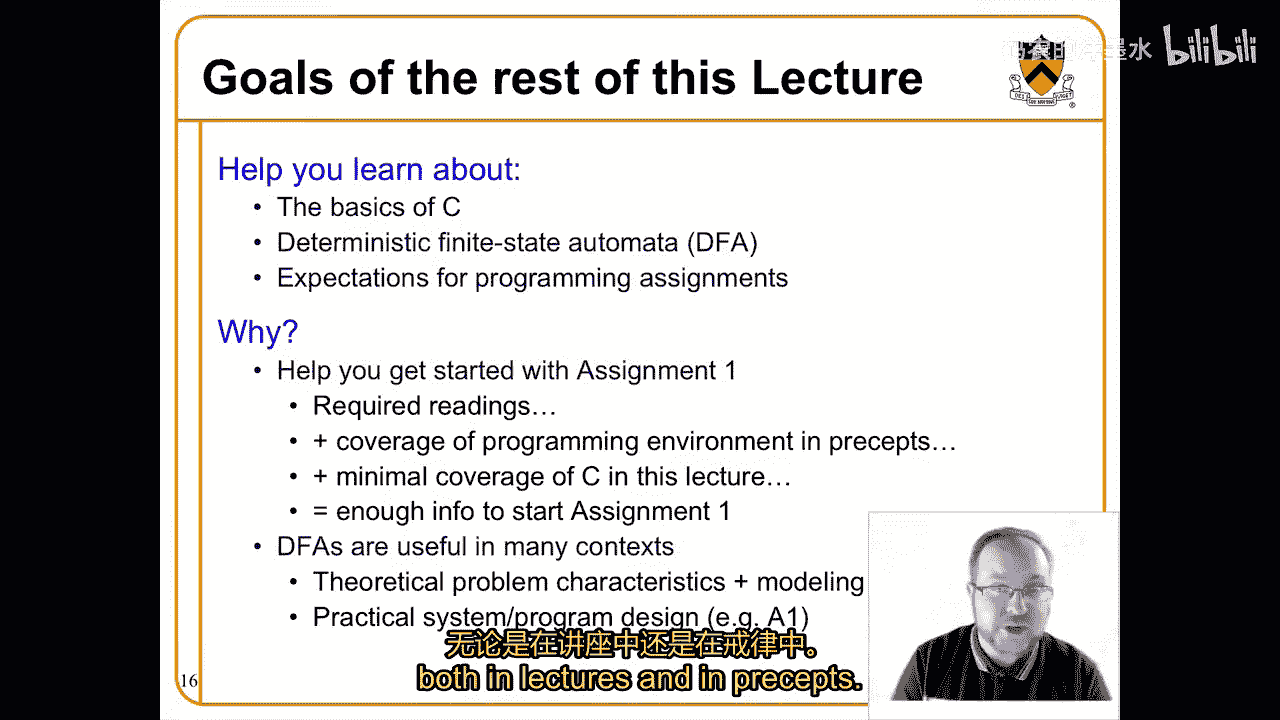 Goals of the rest of this Lecture
bilibili
Help you learn about:
• The basics of C
• Deterministic finite-state automata (DFA)
• Expectations for programming assignments
Why?
• Help you get started with Assignment 1
• Required readings…
• + coverage of programming environment in precepts…
• + minimal coverage of C in this lecture…
• = enough info to start Assignment 1
• DFAs are useful in many contexts
• Theoretical problem characteristics + modeling
• Practical system/program design (e.g. A1)
无论是在讲座中还是在戒律中。
both in lectures and in precepts.
16